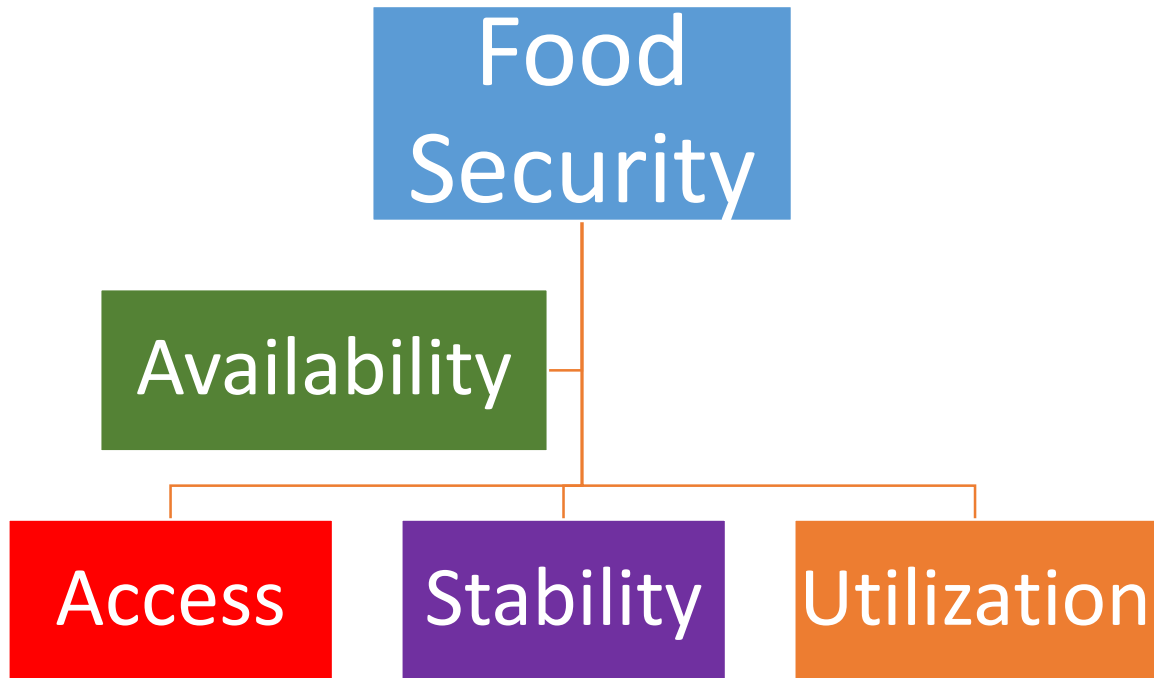 Food
Security
Availability
Access
Stability
Utilization